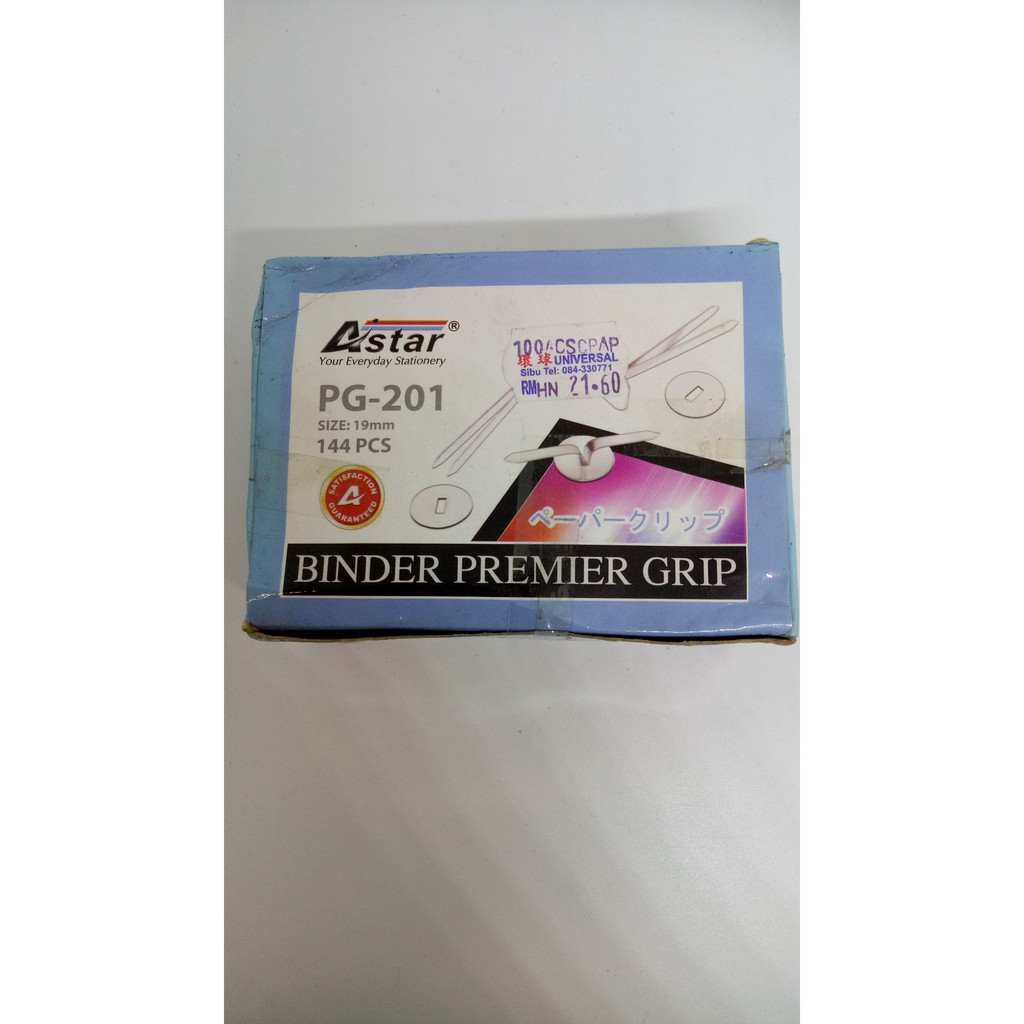 Astar®
Your Everyday Stationery
PG-201
SIZE: 19mm
144 PCS
SATISFACTION
A
GUARANTEED
環球 UNIVERSAL
Sibu Tel: 084-330771
RM HN 21.60
ペーパークリップ
BINDER PREMIER GRIP